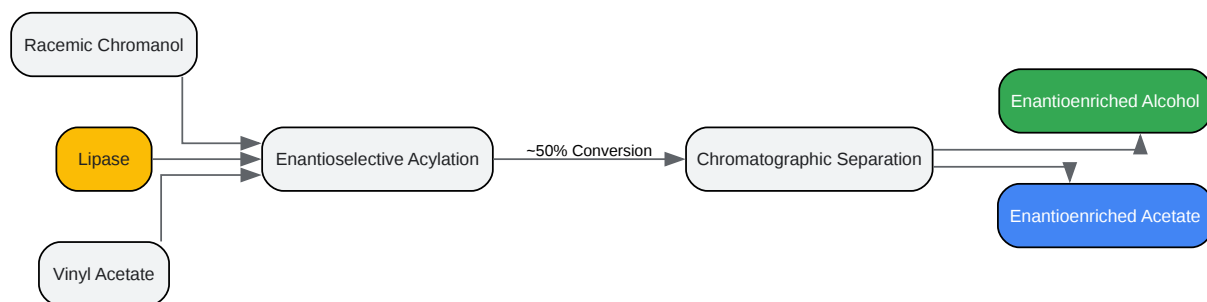 Racemic Chromanol
Lipase
Vinyl Acetate
Enantioselective Acylation
~50% Conversion
Chromatographic Separation
Enantioenriched Alcohol
Enantioenriched Acetate